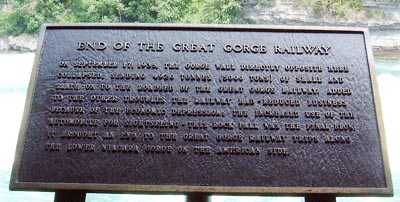 END OF THE GREAT GORGE RAILWAY
ON SEPTEMBER 17, 1935, THE GORGE WALL DIRECTLY OPPOSITE HERE
COLLAPSED, SENDING TONNES TONS) OF SHALE AND
ON TO THE ROADBED OF THE GREAT GORGE RAILWAY. ADDED
TO THE OTHER TROUBLES THE RAILWAY HAD - REDUCED BUSINESS
BECAUSE OF THE ECONOMIC DEPRESSION, THE INCREASED USE OF THE
AUTOMOBILE FOR SIGHTSEEING - THE ROCK FALL WAS THE FINAL BLOW.
IT BROUGHT AN END TO THE GREAT GORGE RAILWAY TRIPS ALONG
THE LOWER NIAGARA GORGE ON THE AMERICAN SIDE.